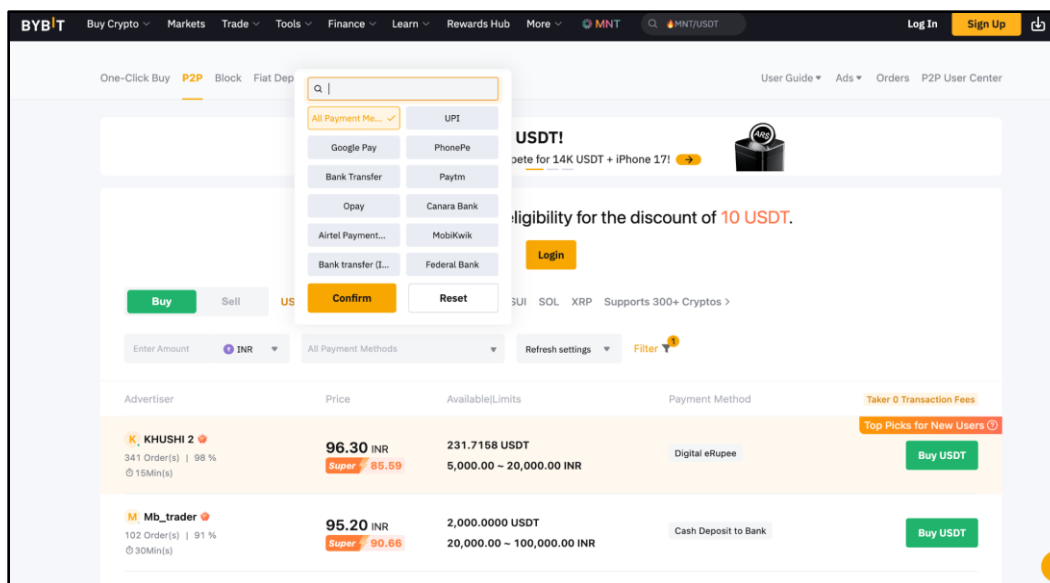 BYBIT Buy Crypto Markets Trade Tools Finance Learn Rewards Hub More MNT MNT/USDT Log In Sign Up
One-Click Buy P2P Block Fiat Dep User Guide Ads Orders P2P User Center
All Payment Me... UPI
Google Pay PhonePe
Bank Transfer Paytm
Opay Canara Bank
Airtel Payment... MobiKwik
Bank transfer (I... Federal Bank
Confirm Reset
USDT!
pete for 14K USDT + iPhone 17!
ARS
eligibility for the discount of 10 USDT.
Login
Buy Sell US SUI SOL XRP Supports 300+ Cryptos >
Enter Amount INR All Payment Methods Refresh settings Filter 1
Advertiser Price Available|Limits Payment Method Taker 0 Transaction Fees
Top Picks for New Users
K KHUSHI 2 96.30 INR 231.7158 USDT Digital eRupee Buy USDT
341 Order(s) | 98 % Super 85.59 5,000.00 ~ 20,000.00 INR
15Min(s)
M Mb_trader 95.20 INR 2,000.0000 USDT Cash Deposit to Bank Buy USDT
102 Order(s) | 91 % Super 90.66 20,000.00 ~ 100,000.00 INR
30Min(s)